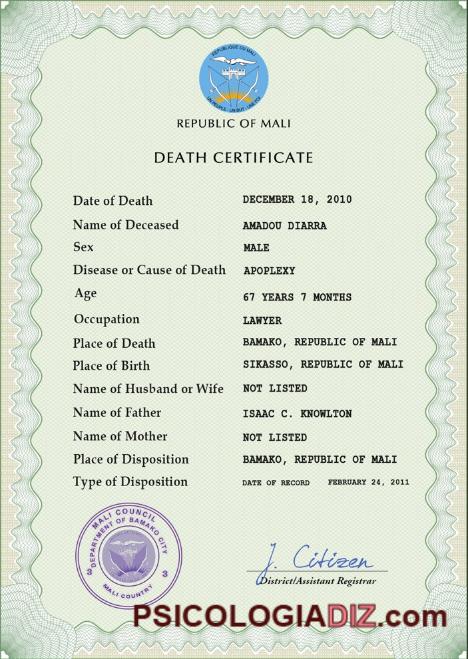 REPUBLIQUE DU MALI
UN PEUPLE - UN BUT - UNE FOI
REPUBLIC OF MALI
DEATH CERTIFICATE
Date of Death DECEMBER 18, 2010
Name of Deceased AMADOU DIARRA
Sex MALE
Disease or Cause of Death APOPLEXY
Age 67 YEARS 7 MONTHS
Occupation LAWYER
Place of Death BAMAKO, REPUBLIC OF MALI
Place of Birth SIKASSO, REPUBLIC OF MALI
Name of Husband or Wife NOT LISTED
Name of Father ISAAC C. KNOWLTON
Name of Mother NOT LISTED
Place of Disposition BAMAKO, REPUBLIC OF MALI
Type of Disposition DATE OF RECORD FEBRUARY 24, 2011
MALI COUNCIL
DEPARTMENT OF BAMAKO CITY
3 3
MALI COUNTRY
J. Citizen
District/Assistant Registrar
PSICOLOGIADIZ.com